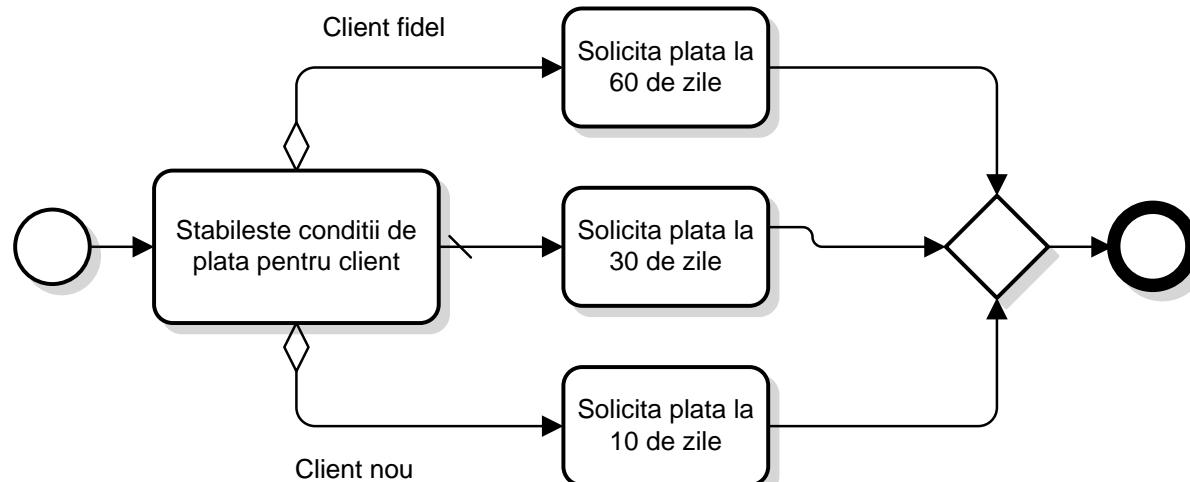 Client fidel
Solicita plata la
60 de zile
Stabileste conditii de
plata pentru client
Solicita plata la
30 de zile
Solicita plata la
10 de zile
Client nou